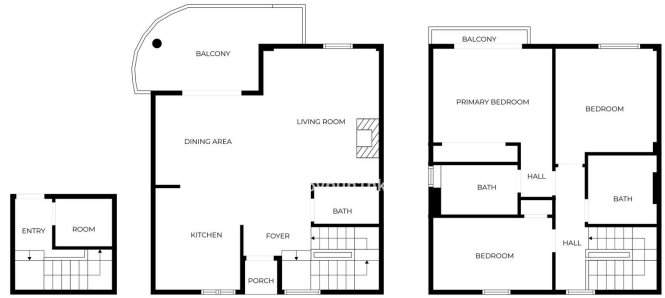 BALCONY
LIVING ROOM
DINING AREA
KITCHEN
FOYER
BATH
PORCH
ENTRY
ROOM
BALCONY
PRIMARY BEDROOM
BEDROOM
HALL
BATH
BATH
BEDROOM
HALL